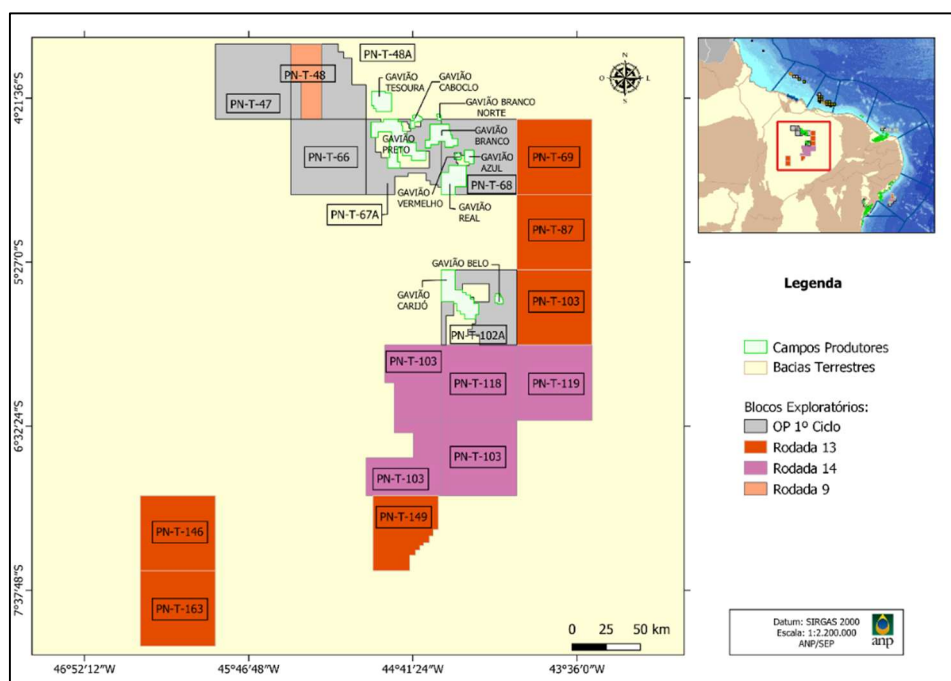 PN-T-48A
PN-T-48
PN-T-47
GAVIÃO
TESOURA
GAVIÃO
CABOCLO
GAVIÃO BRANCO
NORTE
GAVIÃO
PRETO
GAVIÃO
BRANCO
GAVIÃO
AZUL
PN-T-66
PN-T-69
PN-T-68
GAVIÃO
VERMELHO
GAVIÃO
REAL
PN-T-67A
PN-T-87
GAVIÃO BELO
GAVIÃO
CARIJÓ
PN-T-103
PN-T-102A
PN-T-103
PN-T-118
PN-T-119
PN-T-103
PN-T-103
PN-T-149
PN-T-146
PN-T-163
N
O
L
S
4°21'36"S
5°27'0"S
6°32'24"S
7°37'48"S
0 25 50 km
46°52'12"O
45°46'48"O
44°41'24"O
43°36'0"O
Legenda
Campos Produtores
Bacias Terrestres
Blocos Exploratórios:
OP 1º Ciclo
Rodada 13
Rodada 14
Rodada 9
Datum: SIRGAS 2000
Escala: 1:2.200.000
ANP/SEP
anp